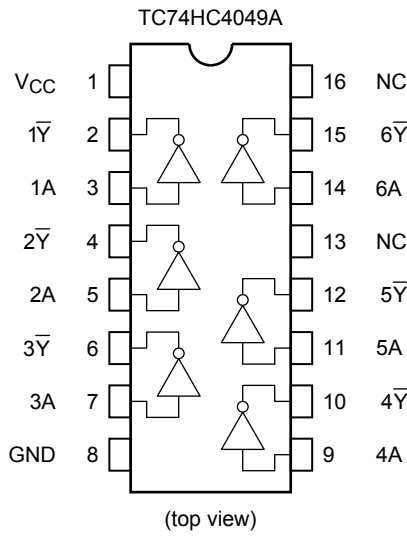 TC74HC4049A
VCC 1 16 NC
1Y̅ 2 15 6Y̅
1A 3 14 6A
2Y̅ 4 13 NC
2A 5 12 5Y̅
3Y̅ 6 11 5A
3A 7 10 4Y̅
GND 8 9 4A
(top view)